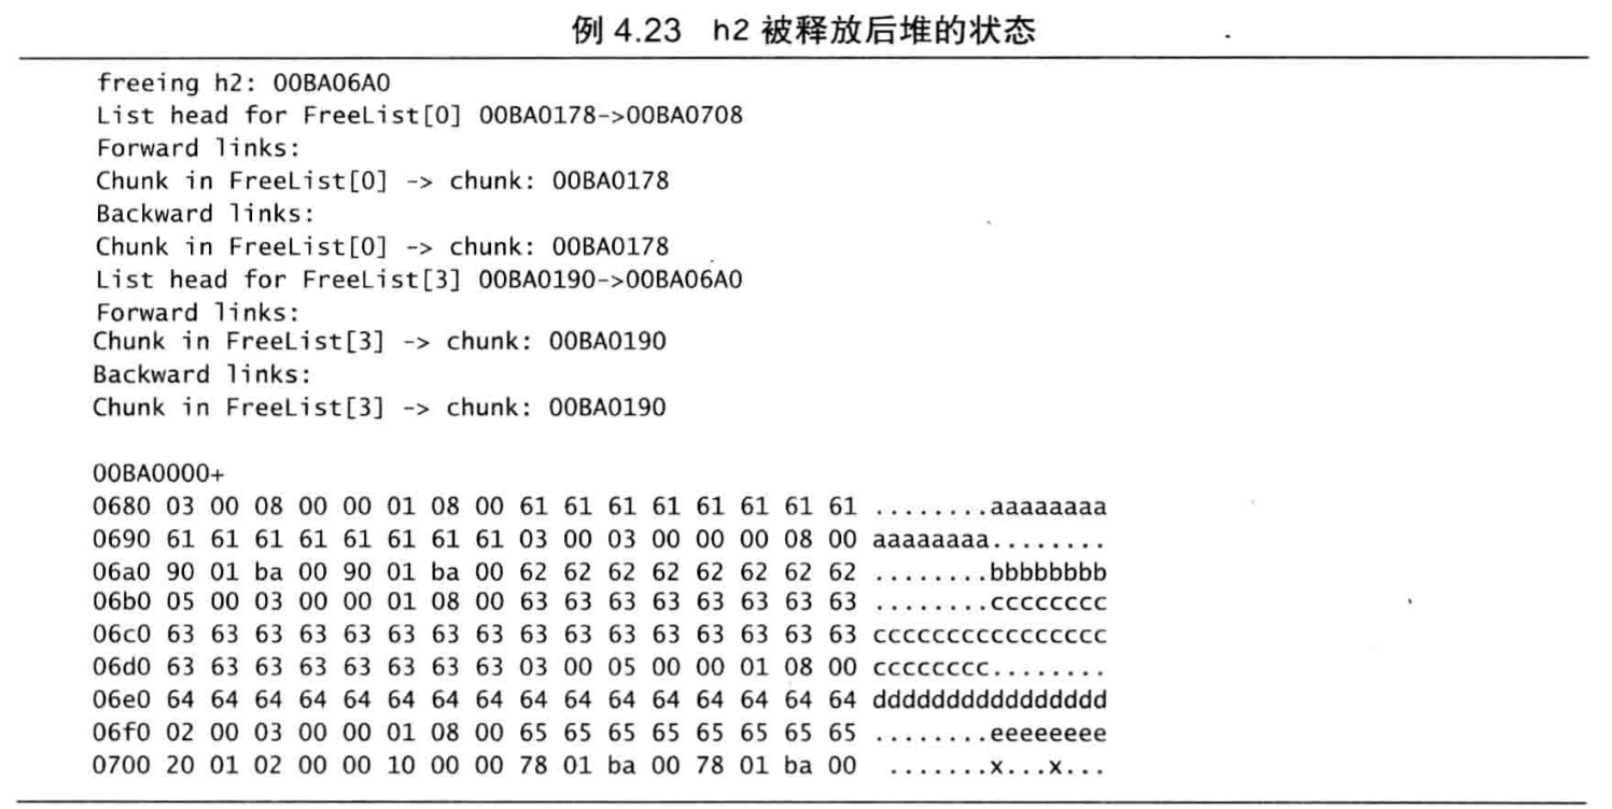 例 4.23 h2 被释放后堆的状态
freeing h2: 00BA06A0
List head for FreeList[0] 00BA0178->00BA0708
Forward links:
Chunk in FreeList[0] -> chunk: 00BA0178
Backward links:
Chunk in FreeList[0] -> chunk: 00BA0178
List head for FreeList[3] 00BA0190->00BA06A0
Forward links:
Chunk in FreeList[3] -> chunk: 00BA0190
Backward links:
Chunk in FreeList[3] -> chunk: 00BA0190
00BA0000+
0680 03 00 08 00 00 01 08 00 61 61 61 61 61 61 61 61 ........aaaaaaaa
0690 61 61 61 61 61 61 61 61 03 00 03 00 00 00 08 00 aaaaaaaa........
06a0 90 01 ba 00 90 01 ba 00 62 62 62 62 62 62 62 62 ........bbbbbbbb
06b0 05 00 03 00 00 01 08 00 63 63 63 63 63 63 63 63 ........cccccccc
06c0 63 63 63 63 63 63 63 63 63 63 63 63 63 63 63 63 cccccccccccccccc
06d0 63 63 63 63 63 63 63 63 03 00 05 00 00 01 08 00 cccccccc........
06e0 64 64 64 64 64 64 64 64 64 64 64 64 64 64 64 64 dddddddddddddddd
06f0 02 00 03 00 00 01 08 00 65 65 65 65 65 65 65 65 ........eeeeeeee
0700 20 01 02 00 00 10 00 00 78 01 ba 00 78 01 ba 00 .......x...x...